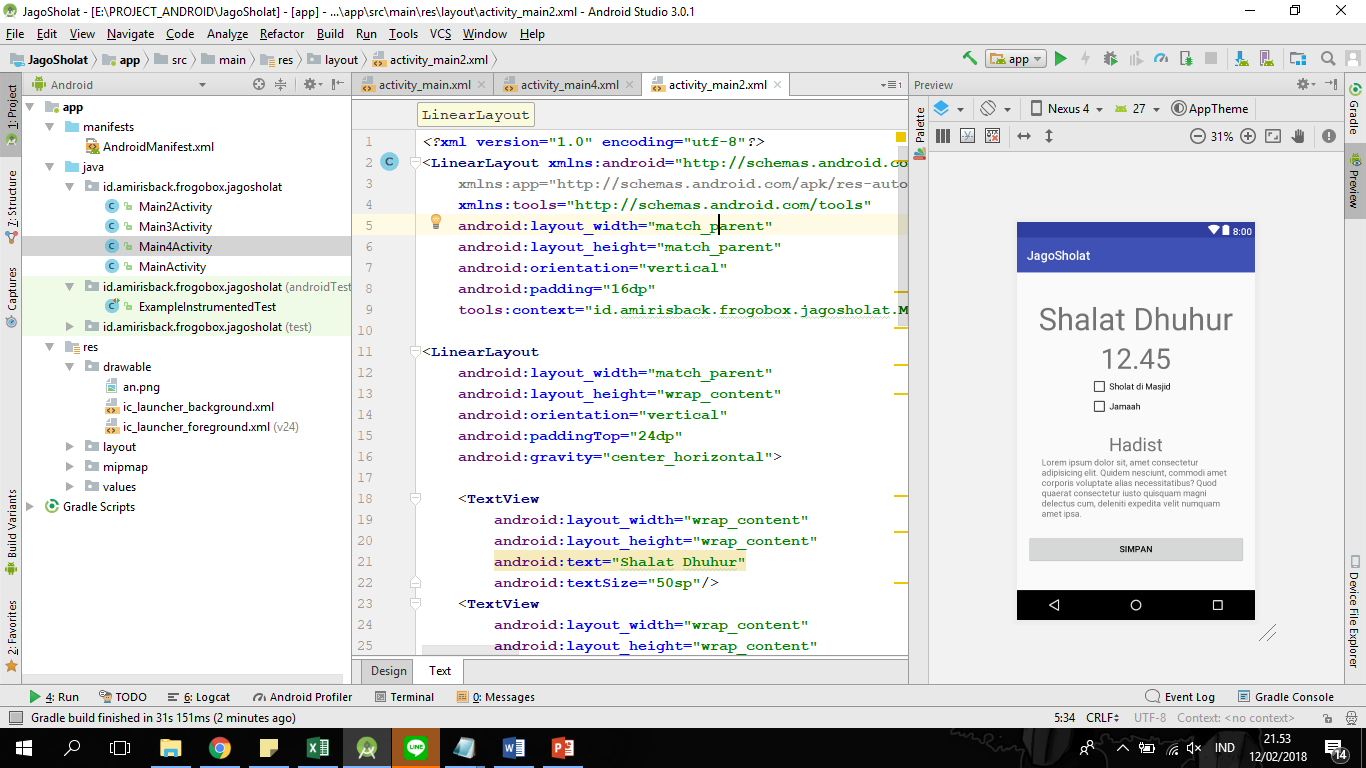 JagoSholat - [E:\PROJECT_ANDROID\JagoSholat] - [app] - ...\app\src\main\res\layout\activity_main2.xml - Android Studio 3.0.1
File Edit View Navigate Code Analyze Refactor Build Run Tools VCS Window Help
JagoSholat app src main res layout activity_main2.xml
app
1: Project
7: Structure
Captures
Build Variants
2: Favorites
Android
app
manifests
AndroidManifest.xml
java
id.amirisback.frogobox.jagosholat
Main2Activity
Main3Activity
Main4Activity
MainActivity
id.amirisback.frogobox.jagosholat (androidTest
ExampleInstrumentedTest
id.amirisback.frogobox.jagosholat (test)
res
drawable
an.png
ic_launcher_background.xml
ic_launcher_foreground.xml (v24)
layout
mipmap
values
Gradle Scripts
activity_main.xml activity_main4.xml activity_main2.xml
LinearLayout
1 <?xml version="1.0" encoding="utf-8"?>
2 <LinearLayout xmlns:android="http://schemas.android.co
3 xmlns:app="http://schemas.android.com/apk/res-auto
4 xmlns:tools="http://schemas.android.com/tools"
5 android:layout_width="match_parent"
6 android:layout_height="match_parent"
7 android:orientation="vertical"
8 android:padding="16dp"
9 tools:context="id.amirisback.frogobox.jagosholat.M
10
11 <LinearLayout
12 android:layout_width="match_parent"
13 android:layout_height="wrap_content"
14 android:orientation="vertical"
15 android:paddingTop="24dp"
16 android:gravity="center_horizontal">
17
18 <TextView
19 android:layout_width="wrap_content"
20 android:layout_height="wrap_content"
21 android:text="Shalat Dhuhur"
22 android:textSize="50sp"/>
23 <TextView
24 android:layout_width="wrap_content"
25 android:layout_height="wrap_content"
Design Text
Preview
Palette
Nexus 4 27 AppTheme
31%
8:00
JagoSholat
Shalat Dhuhur
12.45
Sholat di Masjid
Jamaah
Hadist
Lorem ipsum dolor sit, amet consectetur
adipisicing elit. Quidem nesciunt, commodi amet
corporis voluptate alias necessitatibus? Quod
quaerat consectetur iusto quisquam magni
delectus cum, deleniti expedita velit numquam
amet ipsa.
SIMPAN
Gradle
Preview
Device File Explorer
4: Run TODO 6: Logcat Android Profiler Terminal 0: Messages Event Log Gradle Console
Gradle build finished in 31s 151ms (2 minutes ago) 5:34 CRLF UTF-8 Context: <no context>
IND
21.53
12/02/2018
14
LINE